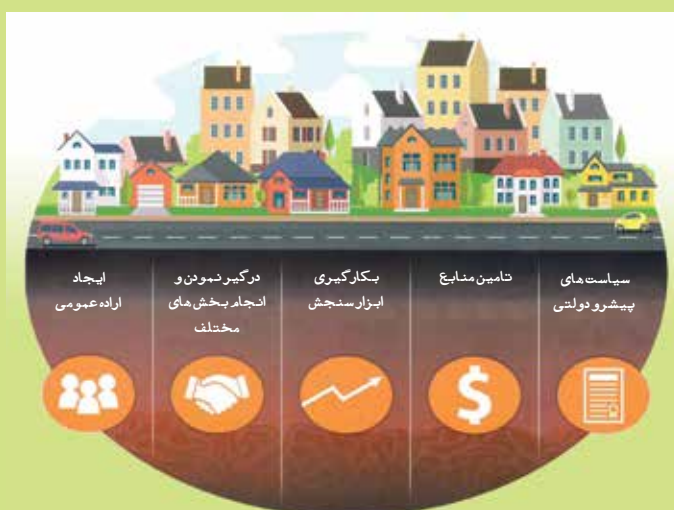 سیاست‌های
پیشرو دولتی
تامین منابع
بکارگیری
ابزار سنجش
درگیر نمودن و
انجام بخش‌های
مختلف
ایجاد
اراده عمومی